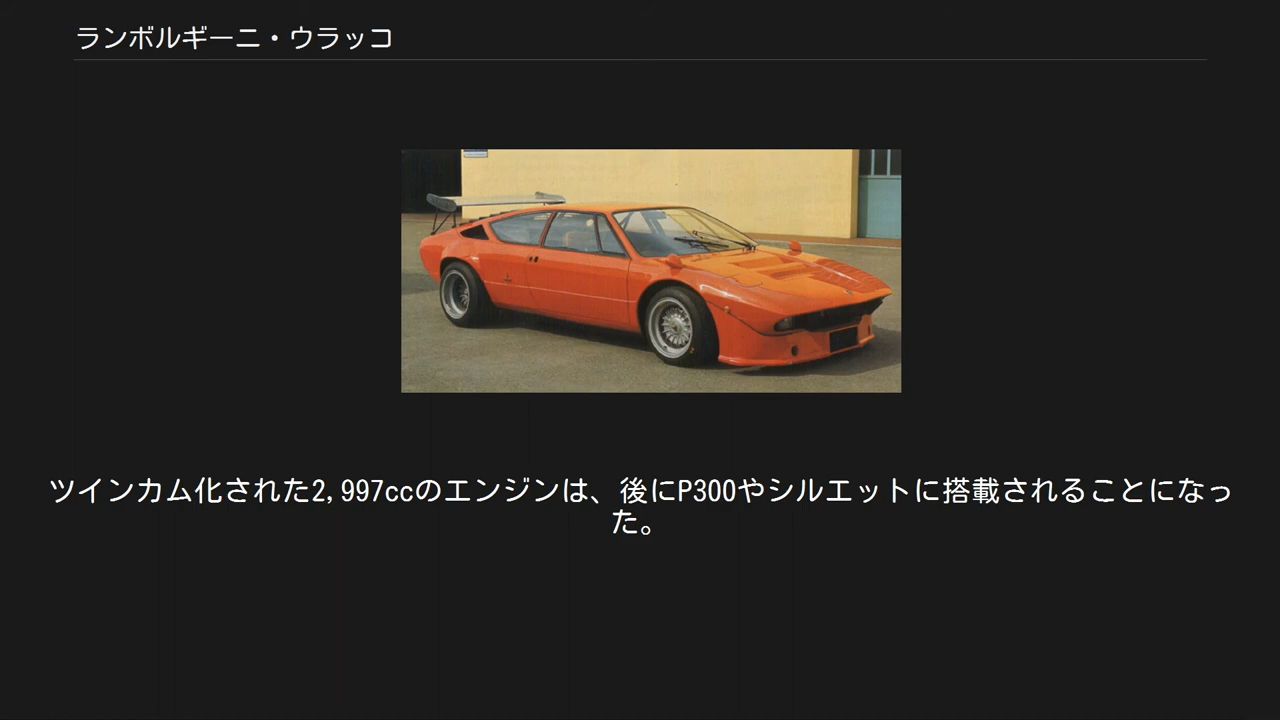 ランボルギーニ・ウラッコ
ツインカム化された2,997ccのエンジンは、後にP300やシルエットに搭載されることになっ
た。